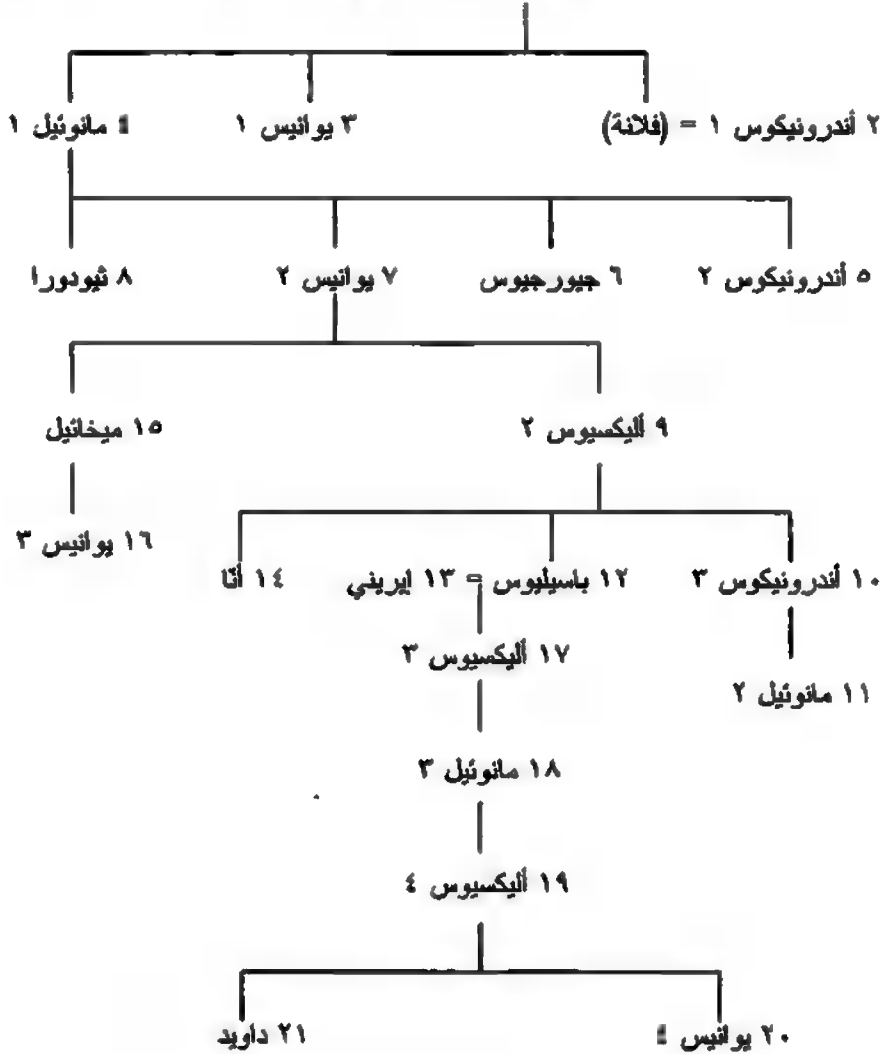 ٢ أندرونيكوس ١ = (فلانة) ٣ يوانيس ١ ٤ مانوئيل ١
٥ أندرونيكوس ٢ ٦ جيورجيوس ٧ يوانيس ٢ ٨ ثيودورا
٩ أليكسيوس ٢ ١٥ ميخائيل
١٦ يوانيس ٣
١٠ أندرونيكوس ٣ ١٢ باسيليوس = ١٣ إيريني ١٤ أنّا
١٧ أليكسيوس ٣
١١ مانوئيل ٢
١٨ مانوئيل ٣
١٩ أليكسيوس ٤
٢٠ يوانيس ٤ ٢١ داويد